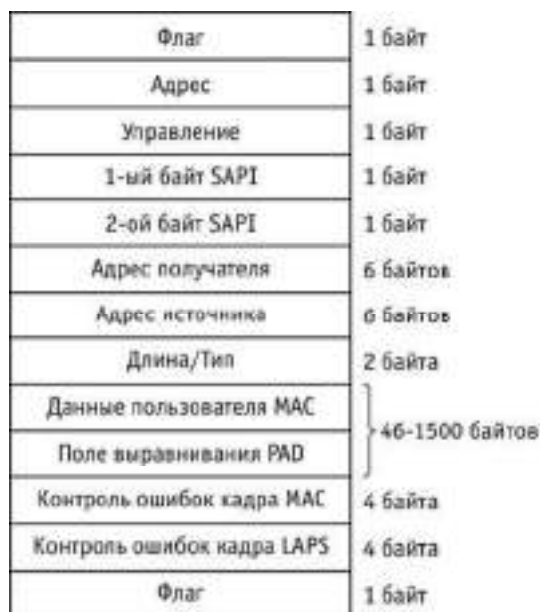 Флаг 1 байт
Адрес 1 байт
Управление 1 байт
1-ый байт SAPI 1 байт
2-ой байт SAPI 1 байт
Адрес получателя 6 байтов
Адрес источника 6 байтов
Длина/Тип 2 байта
Данные пользователя MAC
46-1500 байтов
Поле выравнивания PAD
Контроль ошибок кадра MAC 4 байта
Контроль ошибок кадра LAPS 4 байта
Флаг 1 байт